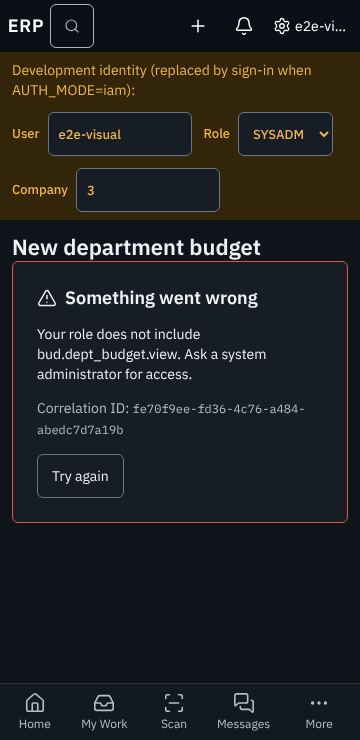 ERP
e2e-vi...
Development identity (replaced by sign-in when
AUTH_MODE=iam):
User e2e-visual Role SYSADM
Company 3
New department budget
Something went wrong
Your role does not include
bud.dept_budget.view. Ask a system
administrator for access.
Correlation ID: fe70f9ee-fd36-4c76-a484-
abedc7d7a19b
Try again
Home My Work Scan Messages More